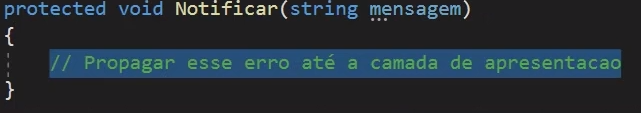 protected void Notificar(string mensagem)
{
// Propagar esse erro até a camada de apresentacao
}